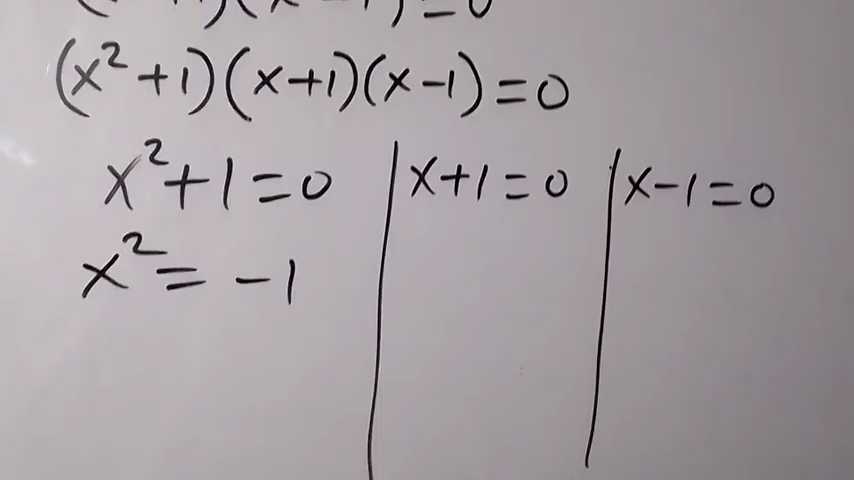 (x²+1)(x+1)(x-1)=0
x²+1=0 | x+1=0 | x-1=0
x²= -1